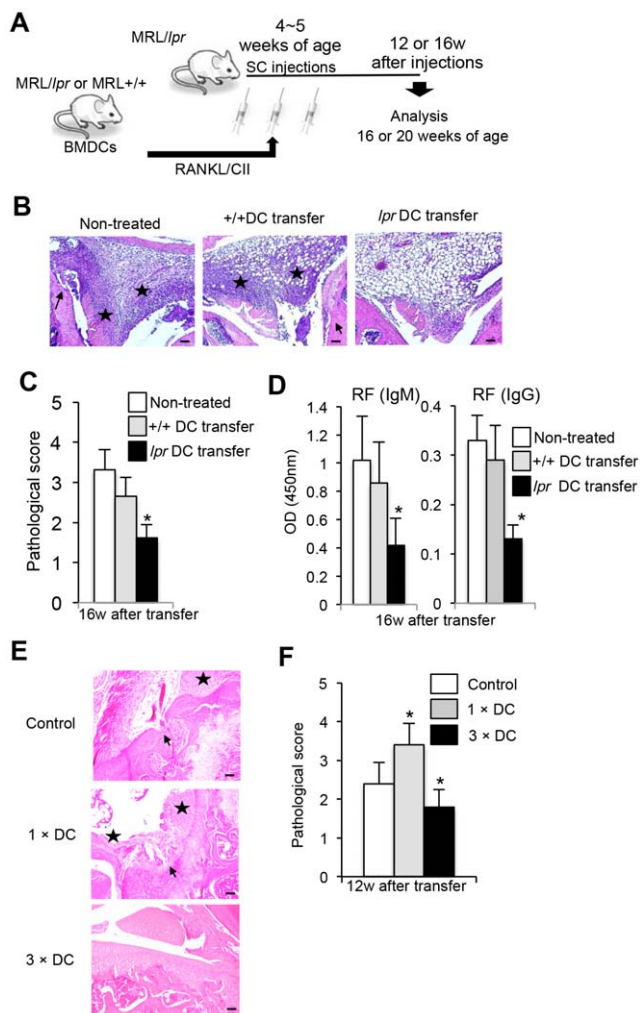 A
MRL/lpr
4~5
weeks of age
SC injections
12 or 16w
after injections
MRL/lpr or MRL+/+
BMDCs
RANKL/CII
Analysis
16 or 20 weeks of age
B
Non-treated
+/+DC transfer
lpr DC transfer
C
Pathological score
5
4
3
2
1
0
Non-treated
+/+ DC transfer
lpr DC transfer
*
16w after transfer
D
RF (IgM)
RF (IgG)
OD (450nm)
1.4
1.2
1
0.8
0.6
0.4
0.2
0
*
0.4
0.3
0.2
0.1
0
*
Non-treated
+/+ DC transfer
lpr DC transfer
16w after transfer
E
Control
1 × DC
3 × DC
F
Pathological score
5
4
3
2
1
0
Control
1 × DC
3 × DC
*
*
12w after transfer